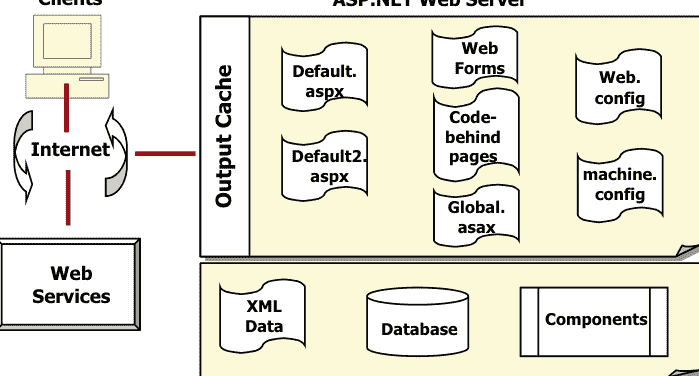 Clients
ASP.NET Web Server
Output Cache
Default.
aspx
Web
Forms
Web.
config
Code-
behind
pages
Internet
Default2.
aspx
machine.
config
Global.
asax
Web
Services
XML
Data
Database
Components